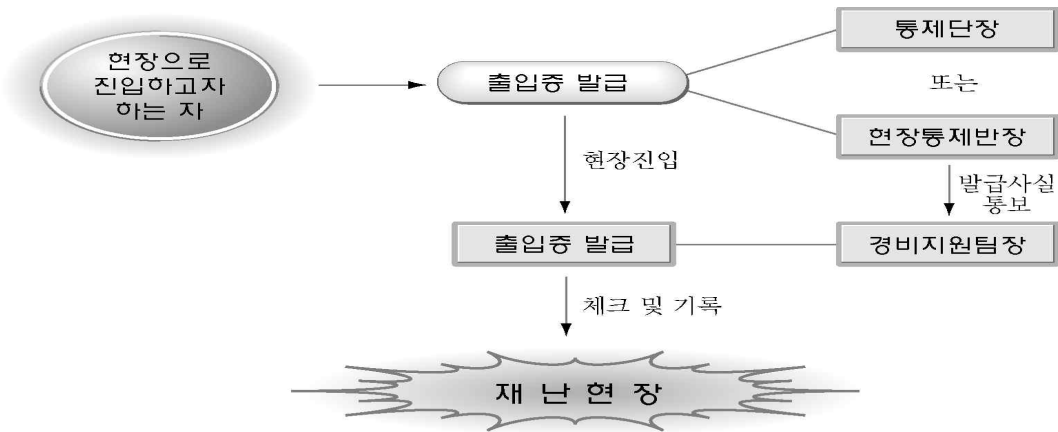 현장으로
진입하고자
하는 자
출입증 발급
통제단장
또는
현장통제반장
현장진입
발급사실
통보
출입증 발급
경비지원팀장
체크 및 기록
재 난 현 장